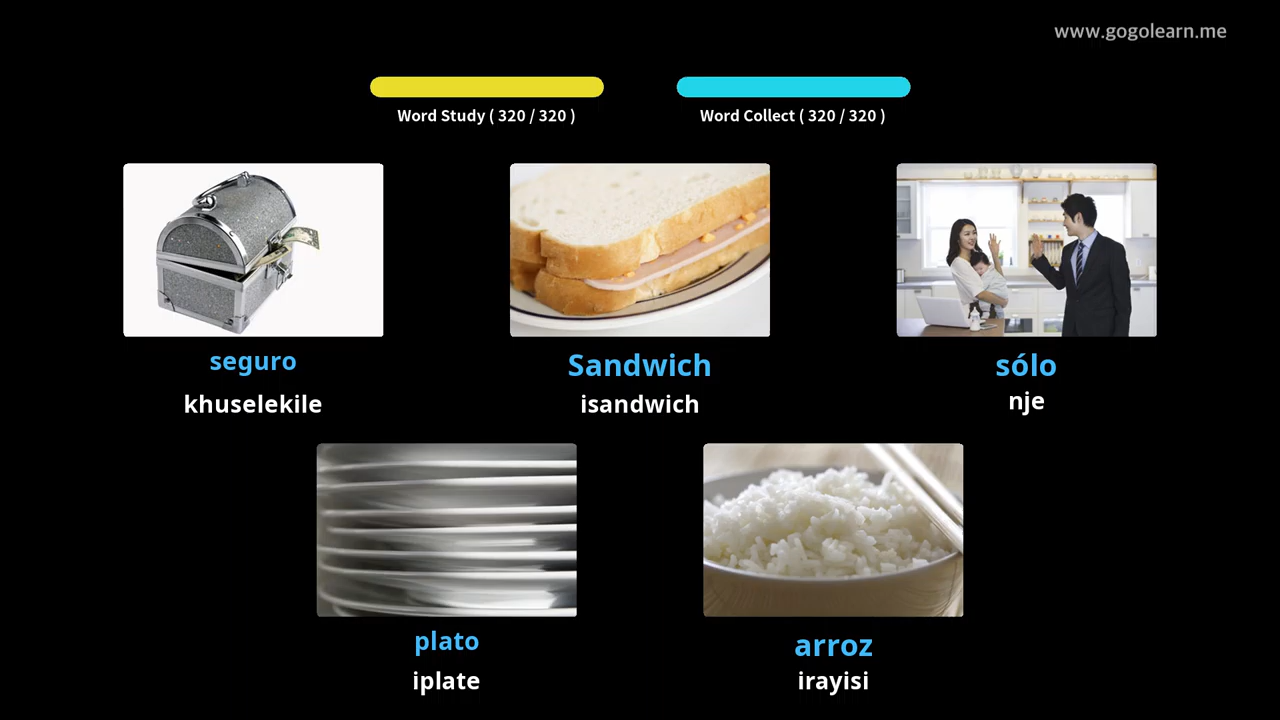 www.gogolearn.me
Word Study ( 320 / 320 )
Word Collect ( 320 / 320 )
seguro
khuselekile
Sandwich
isandwich
sólo
nje
plato
iplate
arroz
irayisi